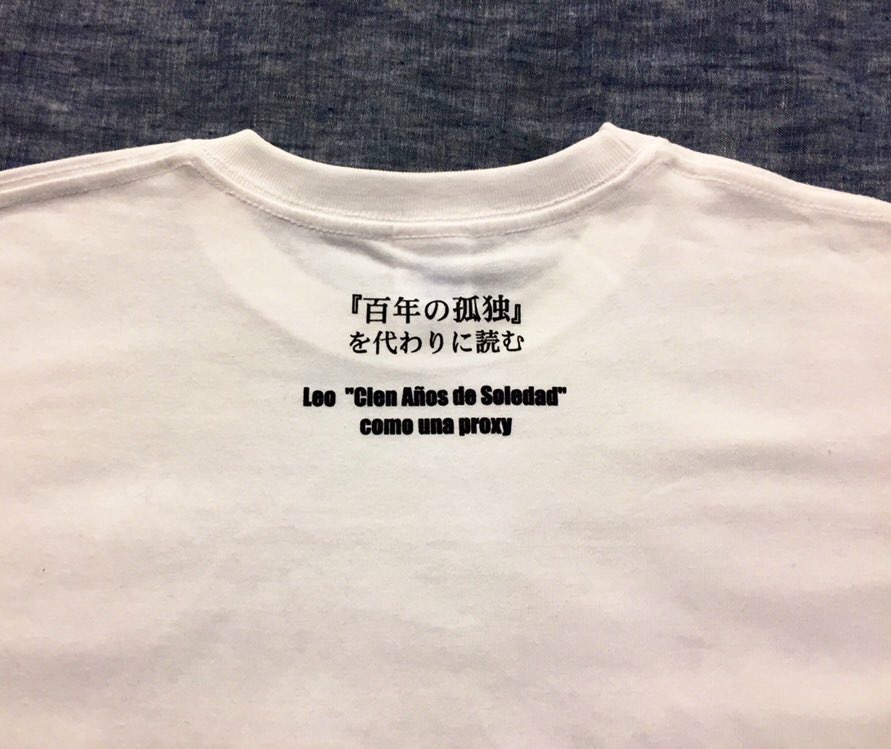 『百年の孤独』
を代わりに読む
Leo "Cien Años de Soledad"
como una proxy